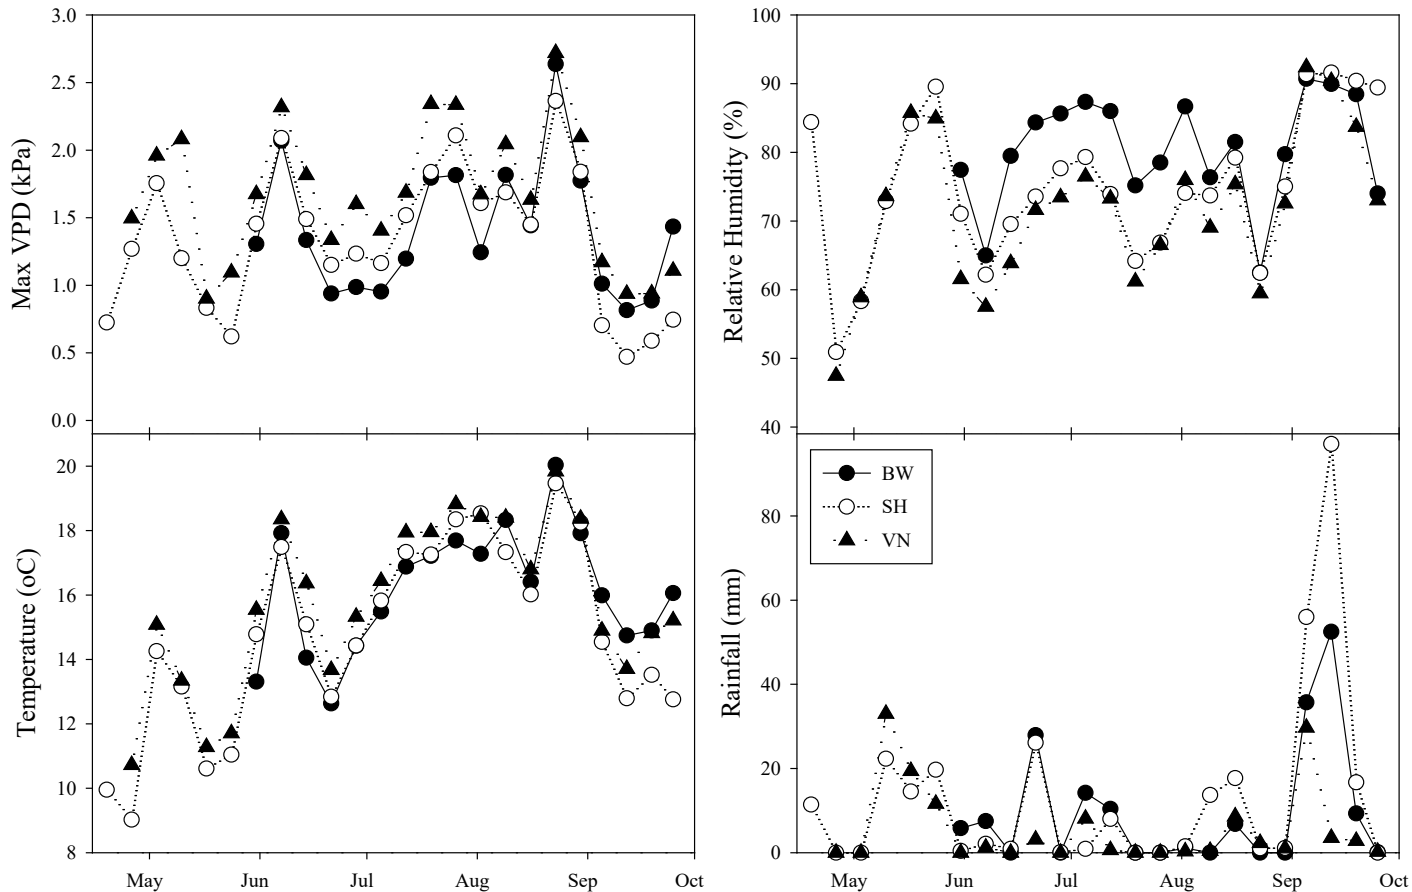 3.0
2.5
2.0
1.5
1.0
0.5
0.0
Max VPD (kPa)
100
90
80
70
60
50
40
Relative Humidity (%)
20
18
16
14
12
10
8
Temperature (oC)
May Jun Jul Aug Sep Oct
BW
SH
VN
80
60
40
20
0
Rainfall (mm)
May Jun Jul Aug Sep Oct